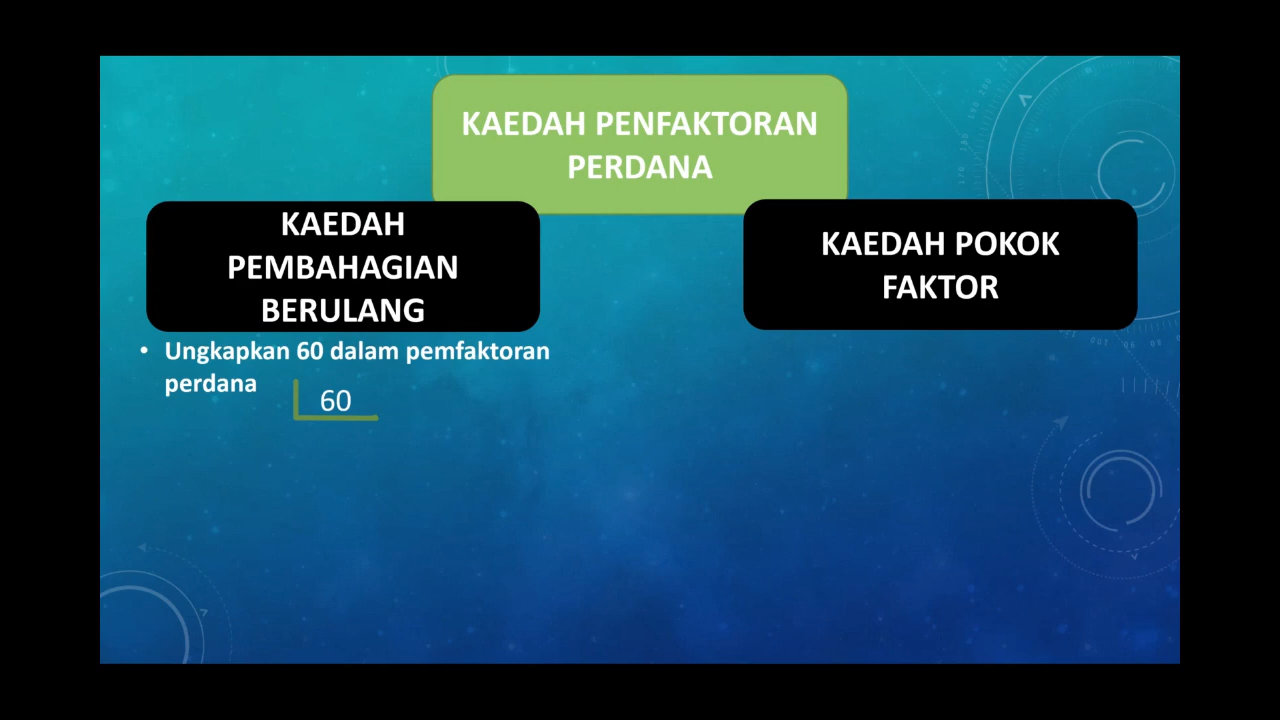 KAEDAH PENFAKTORAN
PERDANA
KAEDAH
PEMBAHAGIAN
BERULANG
KAEDAH POKOK
FAKTOR
• Ungkapkan 60 dalam pemfaktoran
perdana
60